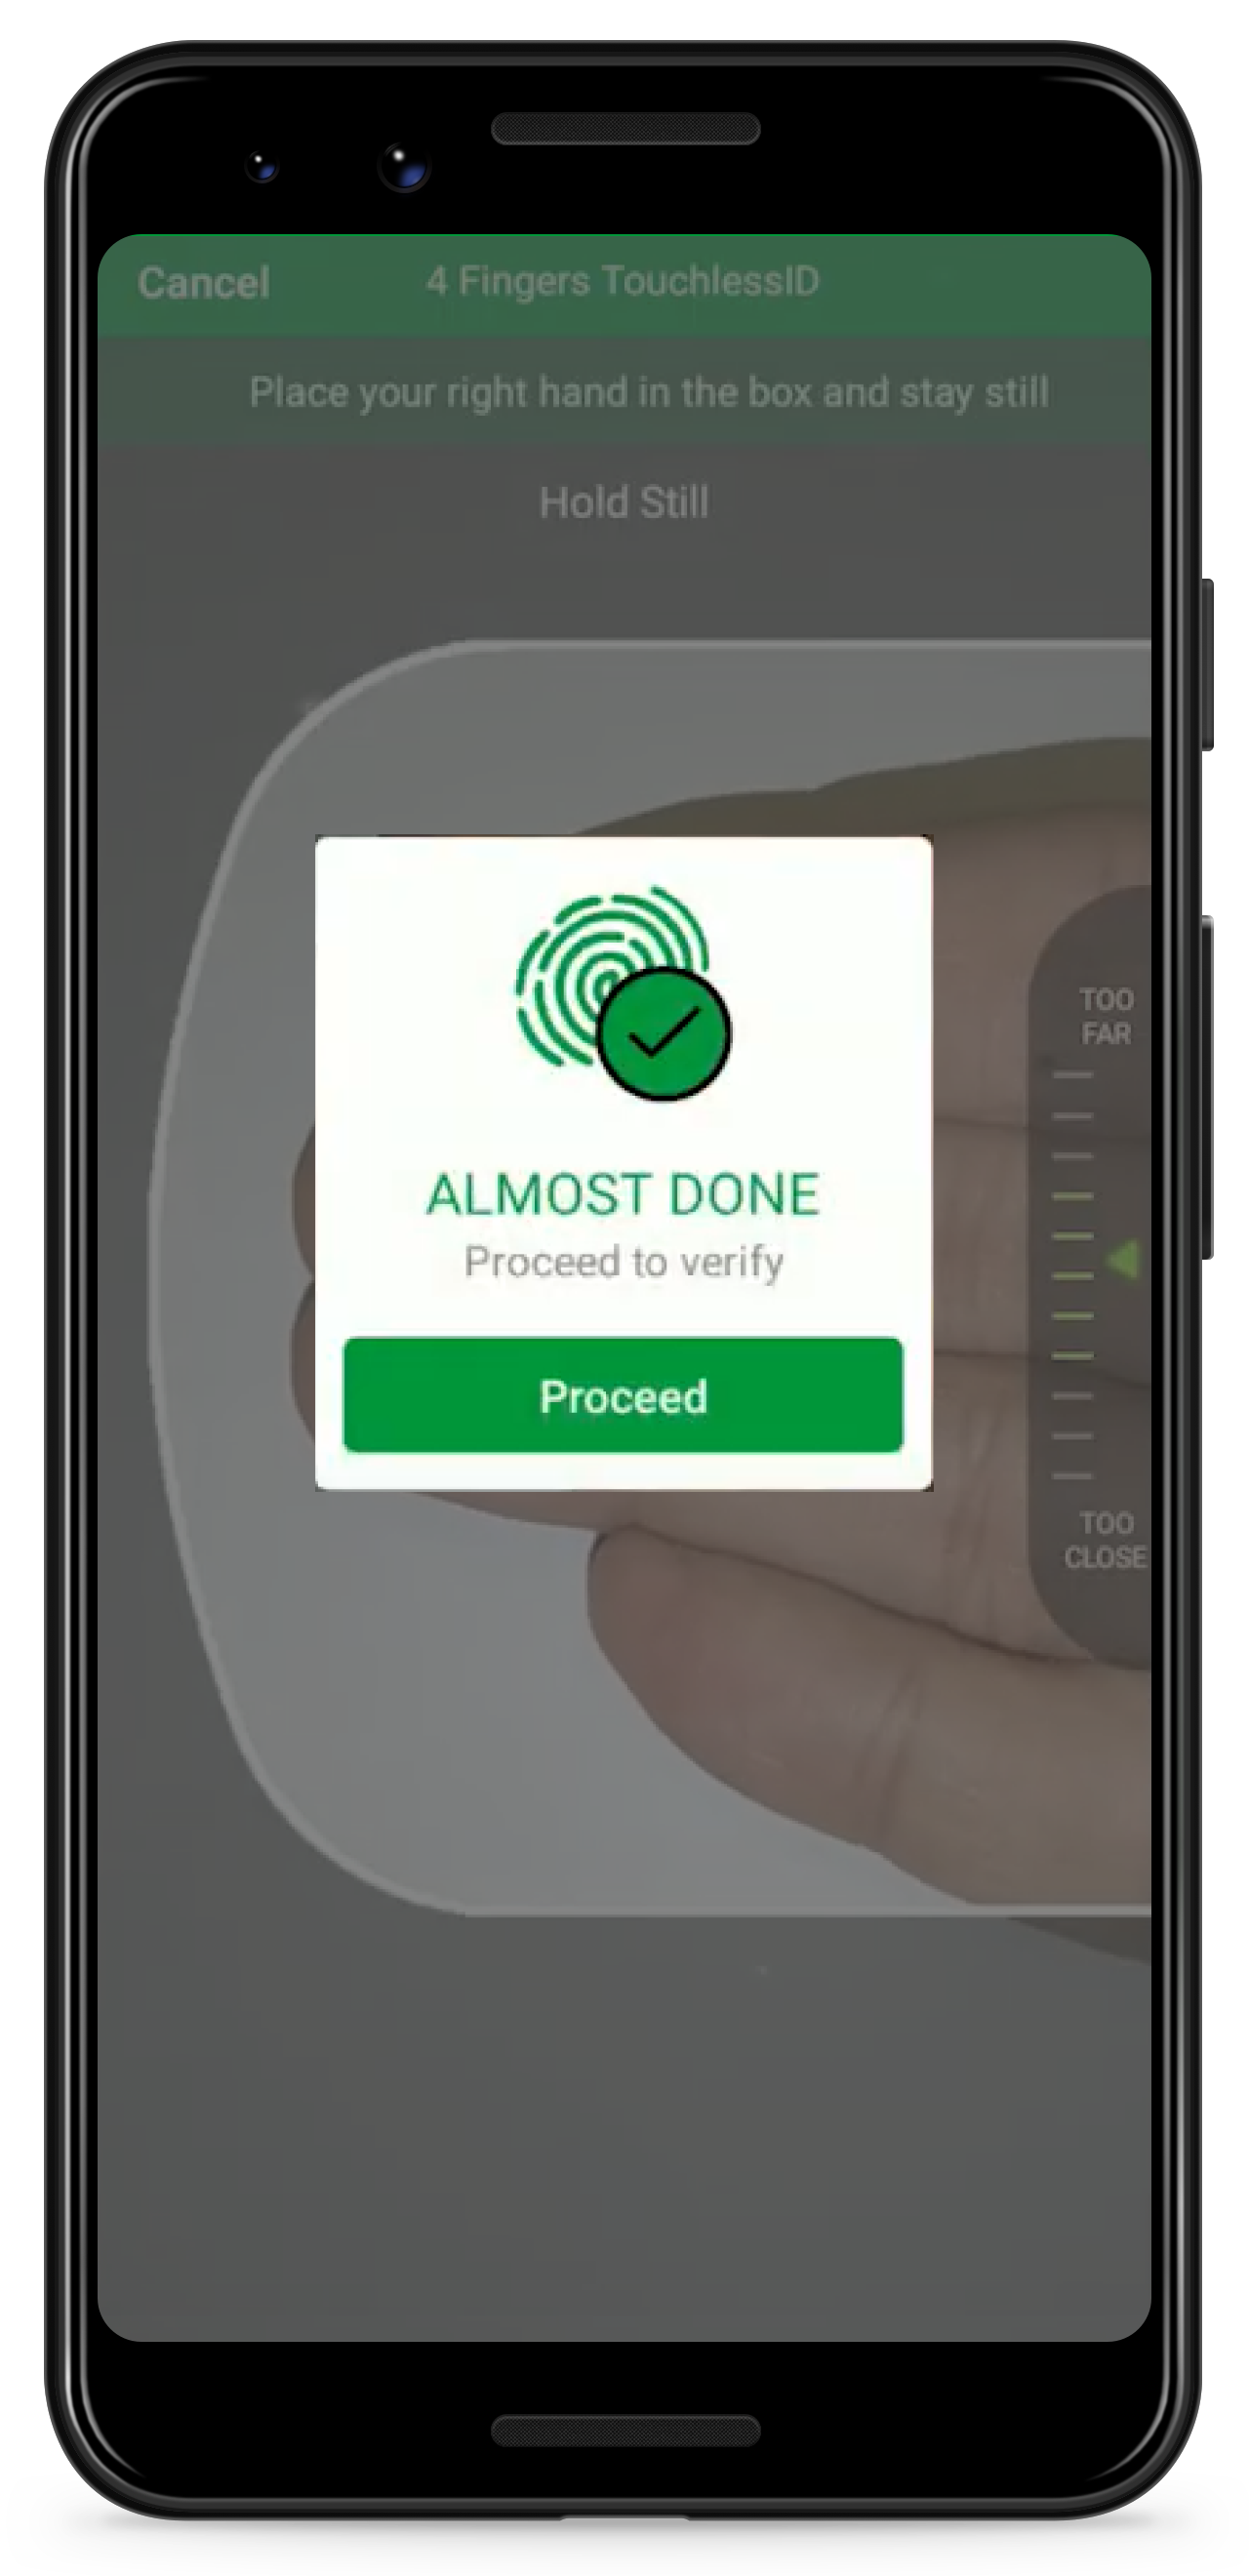 Cancel 4 Fingers TouchlessID
Place your right hand in the box and stay still
Hold Still
TOO
FAR
ALMOST DONE
Proceed to verify
Proceed
TOO
CLOSE